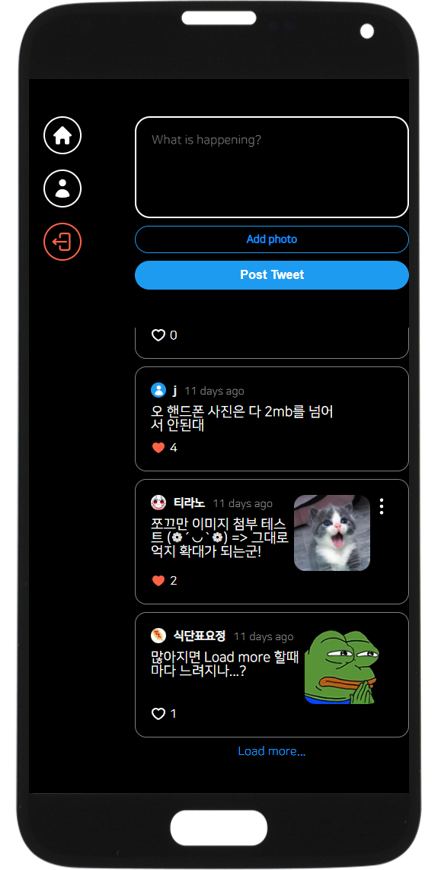 What is happening?
Add photo
Post Tweet
0
j 11 days ago
오 핸드폰 사진은 다 2mb를 넘어
서 안된대
4
티라노 11 days ago
쪼끄만 이미지 첨부 테스
트 (❁´◡`❁) => 그대로
억지 확대가 되는군!
2
식단표요정 11 days ago
많아지면 Load more 할때
마다 느려지나...?
1
Load more...